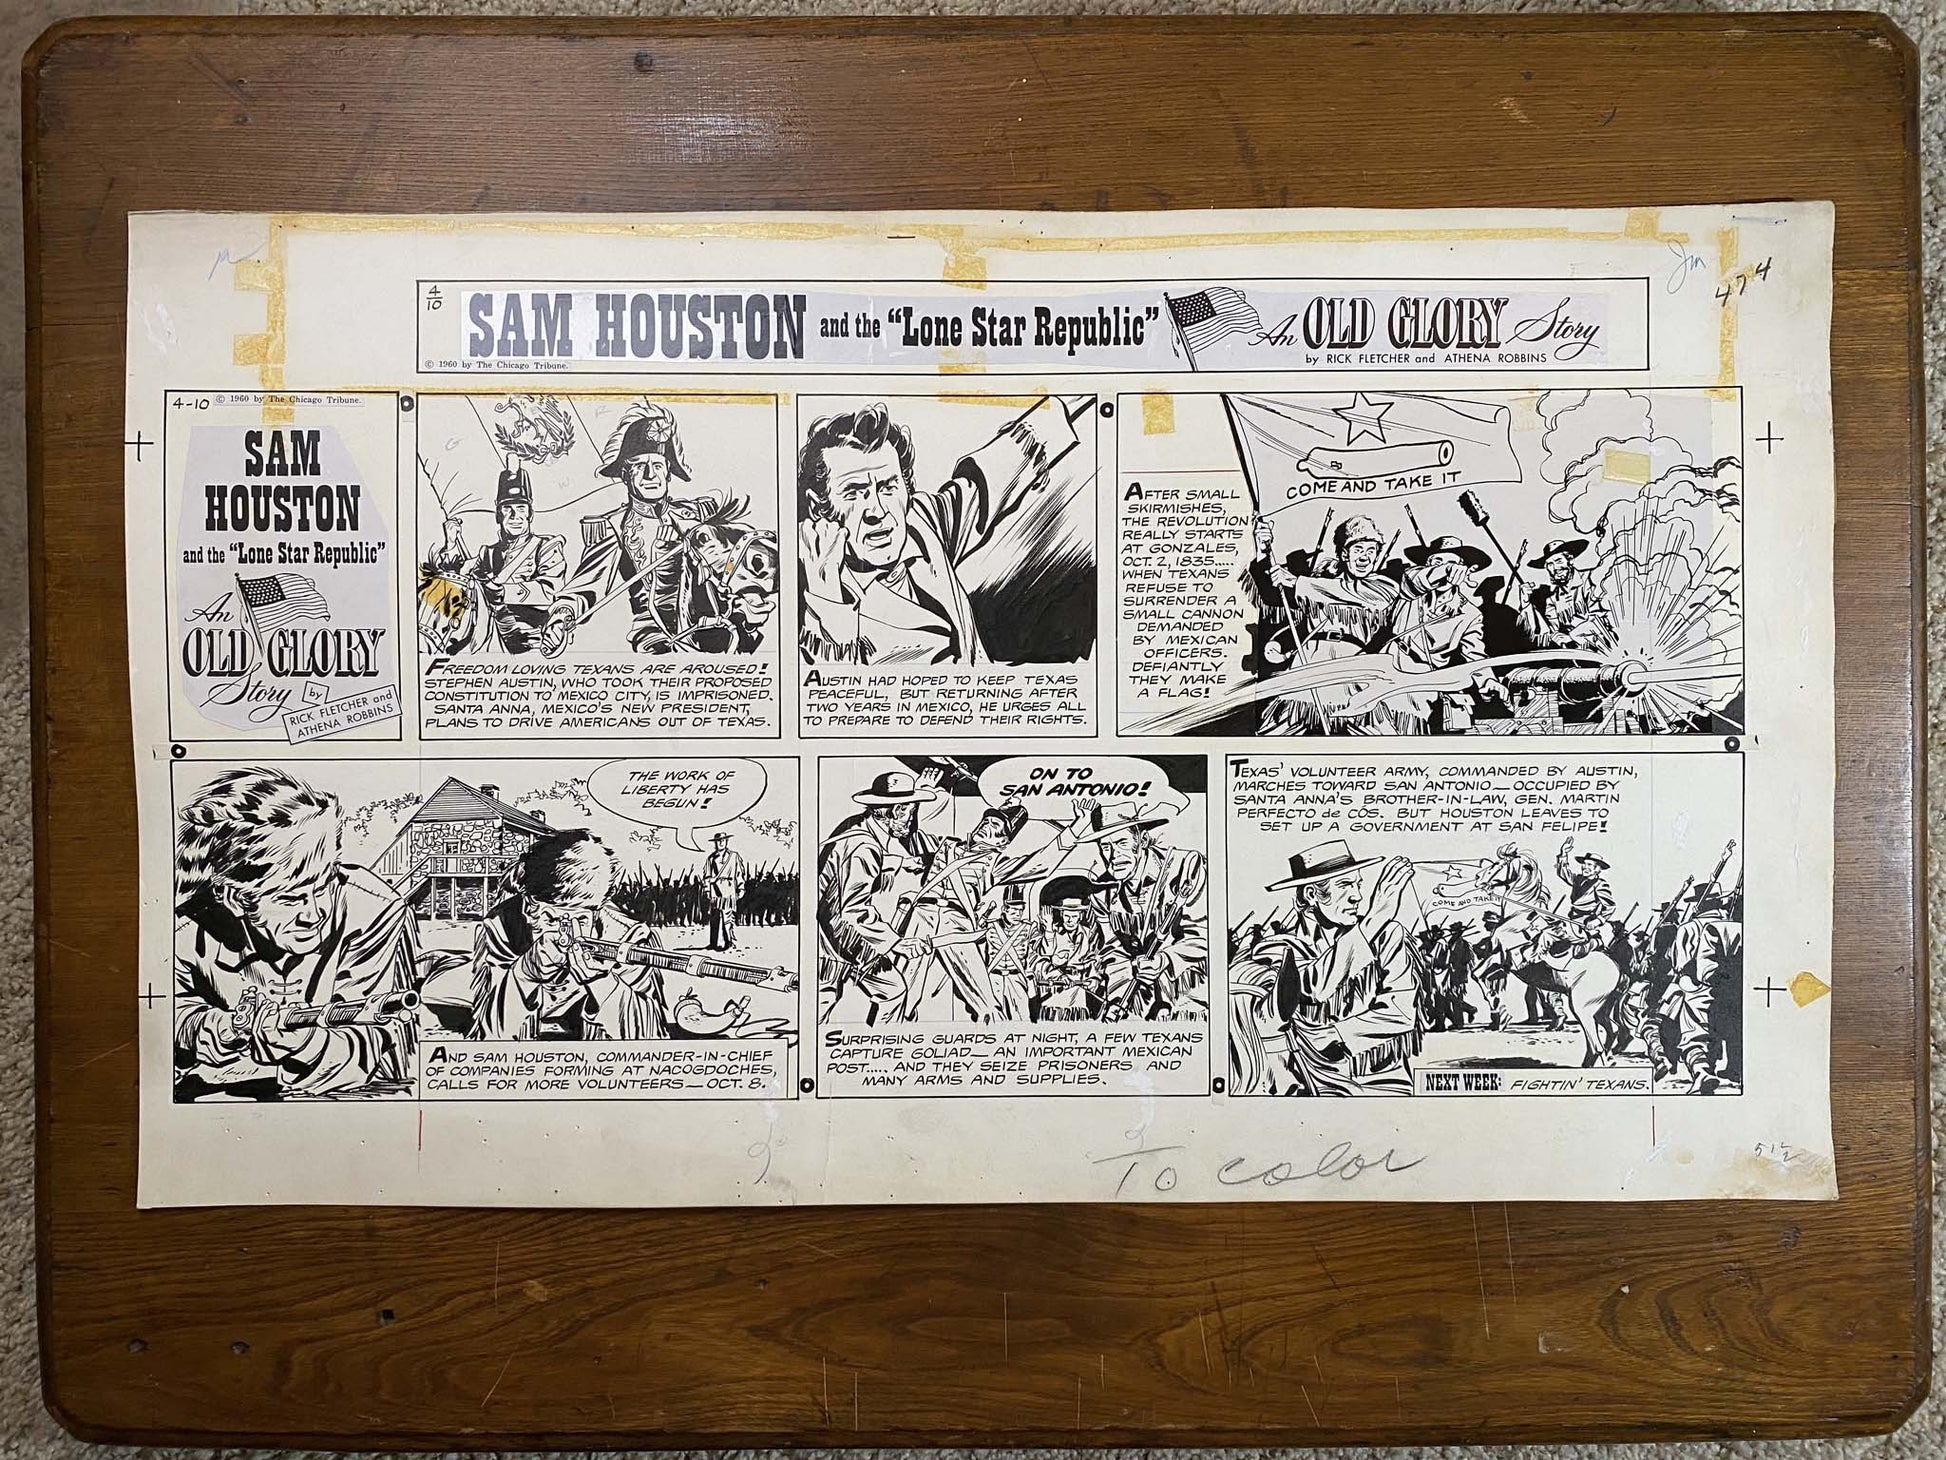 Jim
474
4
10
SAM HOUSTON and the "Lone Star Republic" An OLD GLORY Story
by RICK FLETCHER and ATHENA ROBBINS
© 1960 by The Chicago Tribune.
4-10 © 1960 by The Chicago Tribune.
SAM
HOUSTON
and the "Lone Star Republic"
An
OLD GLORY
Story
by
RICK FLETCHER and
ATHENA ROBBINS
G
R
W
FREEDOM LOVING TEXANS ARE AROUSED!
STEPHEN AUSTIN, WHO TOOK THEIR PROPOSED
CONSTITUTION TO MEXICO CITY, IS IMPRISONED.
SANTA ANNA, MEXICO'S NEW PRESIDENT,
PLANS TO DRIVE AMERICANS OUT OF TEXAS.
AUSTIN HAD HOPED TO KEEP TEXAS
PEACEFUL, BUT RETURNING AFTER
TWO YEARS IN MEXICO, HE URGES ALL
TO PREPARE TO DEFEND THEIR RIGHTS.
AFTER SMALL
SKIRMISHES,
THE REVOLUTION
REALLY STARTS
AT GONZALES,
OCT. 2, 1835.....
WHEN TEXANS
REFUSE TO
SURRENDER A
SMALL CANNON
DEMANDED
BY MEXICAN
OFFICERS.
DEFIANTLY
THEY MAKE
A FLAG!
COME AND TAKE IT
THE WORK OF
LIBERTY HAS
BEGUN!
AND SAM HOUSTON, COMMANDER-IN-CHIEF
OF COMPANIES FORMING AT NACOGDOCHES,
CALLS FOR MORE VOLUNTEERS — OCT. 8.
ON TO
SAN ANTONIO!
SURPRISING GUARDS AT NIGHT, A FEW TEXANS
CAPTURE GOLIAD — AN IMPORTANT MEXICAN
POST..... AND THEY SEIZE PRISONERS AND
MANY ARMS AND SUPPLIES.
TEXAS' VOLUNTEER ARMY, COMMANDED BY AUSTIN,
MARCHES TOWARD SAN ANTONIO — OCCUPIED BY
SANTA ANNA'S BROTHER-IN-LAW, GEN. MARTIN
PERFECTO de CÓS. BUT HOUSTON LEAVES TO
SET UP A GOVERNMENT AT SAN FELIPE!
COME AND TAKE IT
NEXT WEEK: FIGHTIN' TEXANS.
To color
51½